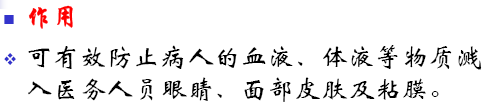 作用
可有效防止病人的血液、体液等物质溅
入医务人员眼睛、面部皮肤及粘膜。